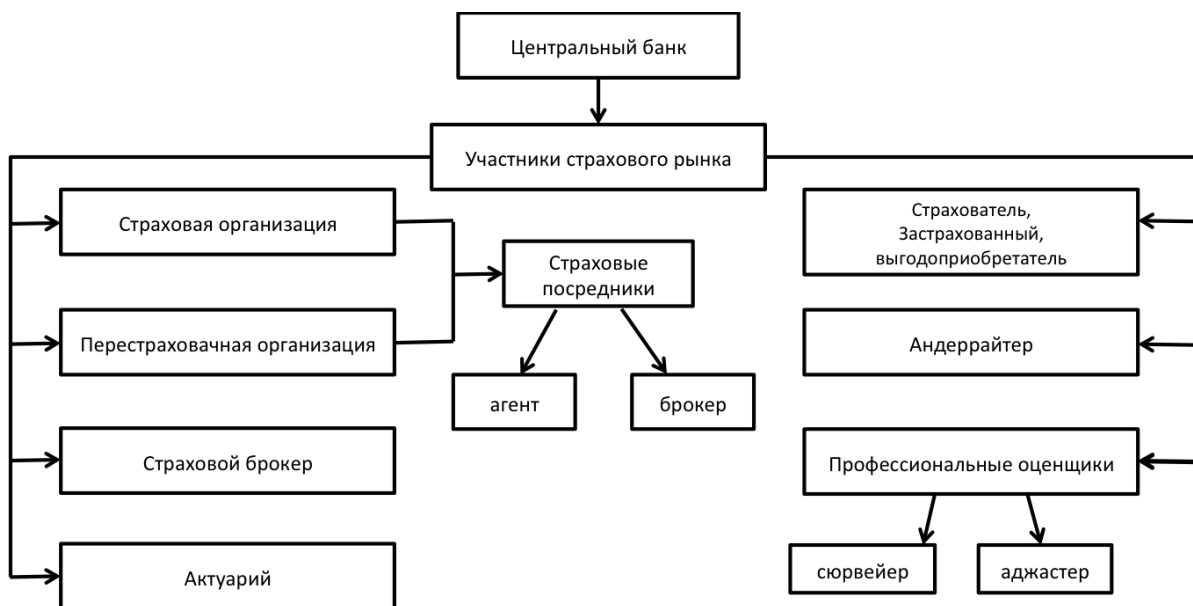 Центральный банк
Участники страхового рынка
Страховая организация
Страхователь,
Застрахованный,
выгодоприобретатель
Страховые
посредники
Перестраховачная организация
Андеррайтер
агент
брокер
Страховой брокер
Профессиональные оценщики
Актуарий
сюрвейер
аджастер